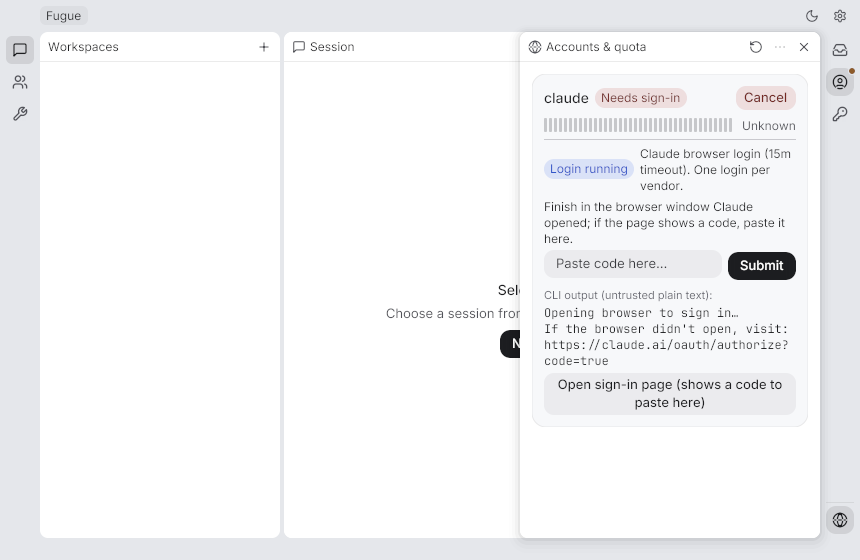 Fugue
Workspaces
Session
Accounts & quota
claude
Needs sign-in
Cancel
Unknown
Login running
Claude browser login (15m
timeout). One login per
vendor.
Finish in the browser window Claude
opened; if the page shows a code, paste it
here.
Paste code here...
Submit
CLI output (untrusted plain text):
Opening browser to sign in…
If the browser didn't open, visit:
https://claude.ai/oauth/authorize?
code=true
Open sign-in page (shows a code to
paste here)
Choose a session